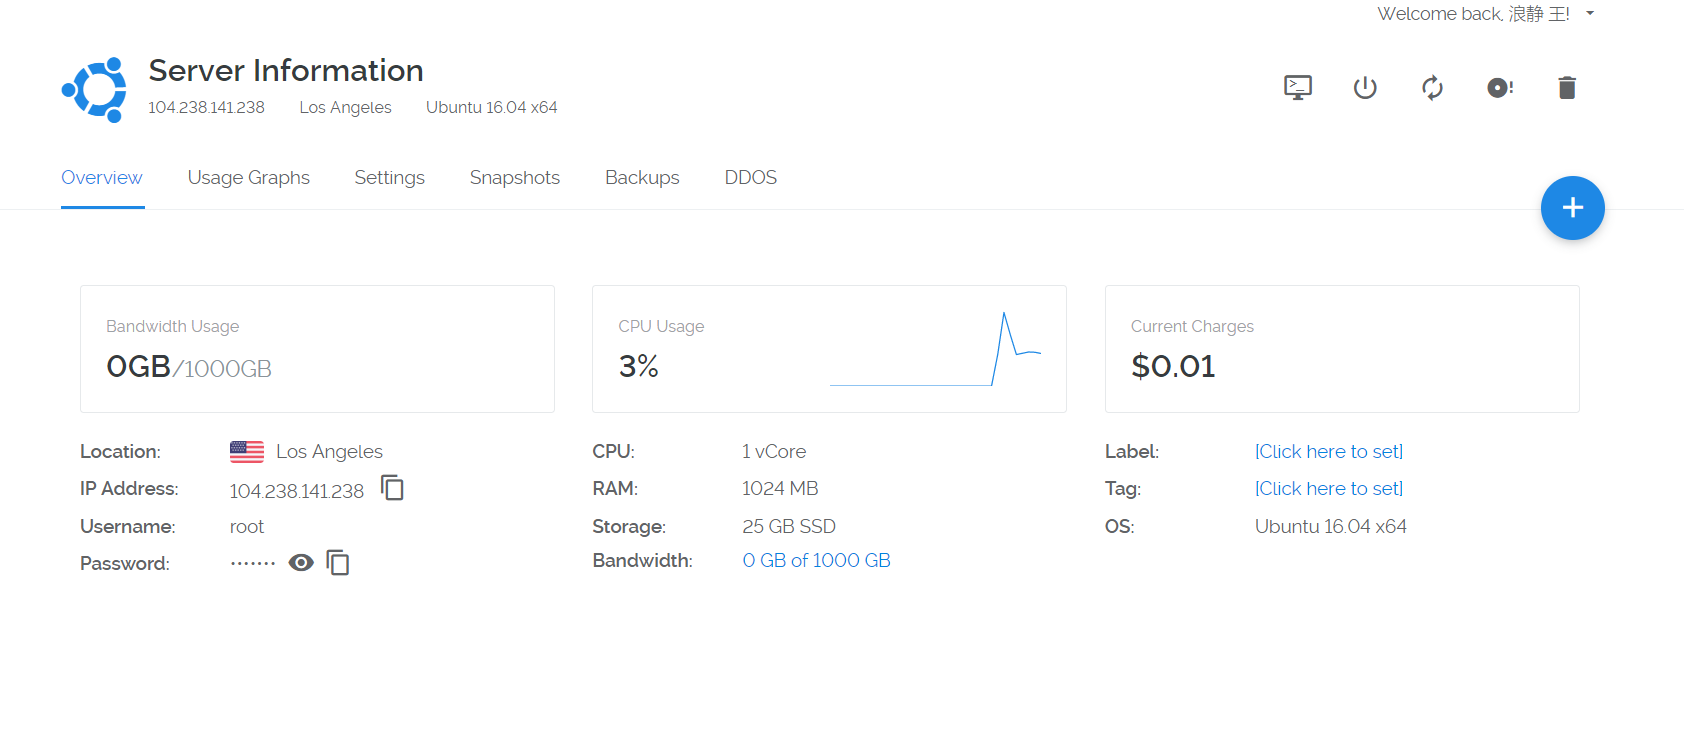 Welcome back, 浪静 王!
Server Information
104.238.141.238 Los Angeles Ubuntu 16.04 x64
Overview Usage Graphs Settings Snapshots Backups DDOS
Bandwidth Usage
0GB/1000GB
CPU Usage
3%
Current Charges
$0.01
Location: Los Angeles
IP Address: 104.238.141.238
Username: root
Password: ·······
CPU: 1 vCore
RAM: 1024 MB
Storage: 25 GB SSD
Bandwidth: 0 GB of 1000 GB
Label: [Click here to set]
Tag: [Click here to set]
OS: Ubuntu 16.04 x64